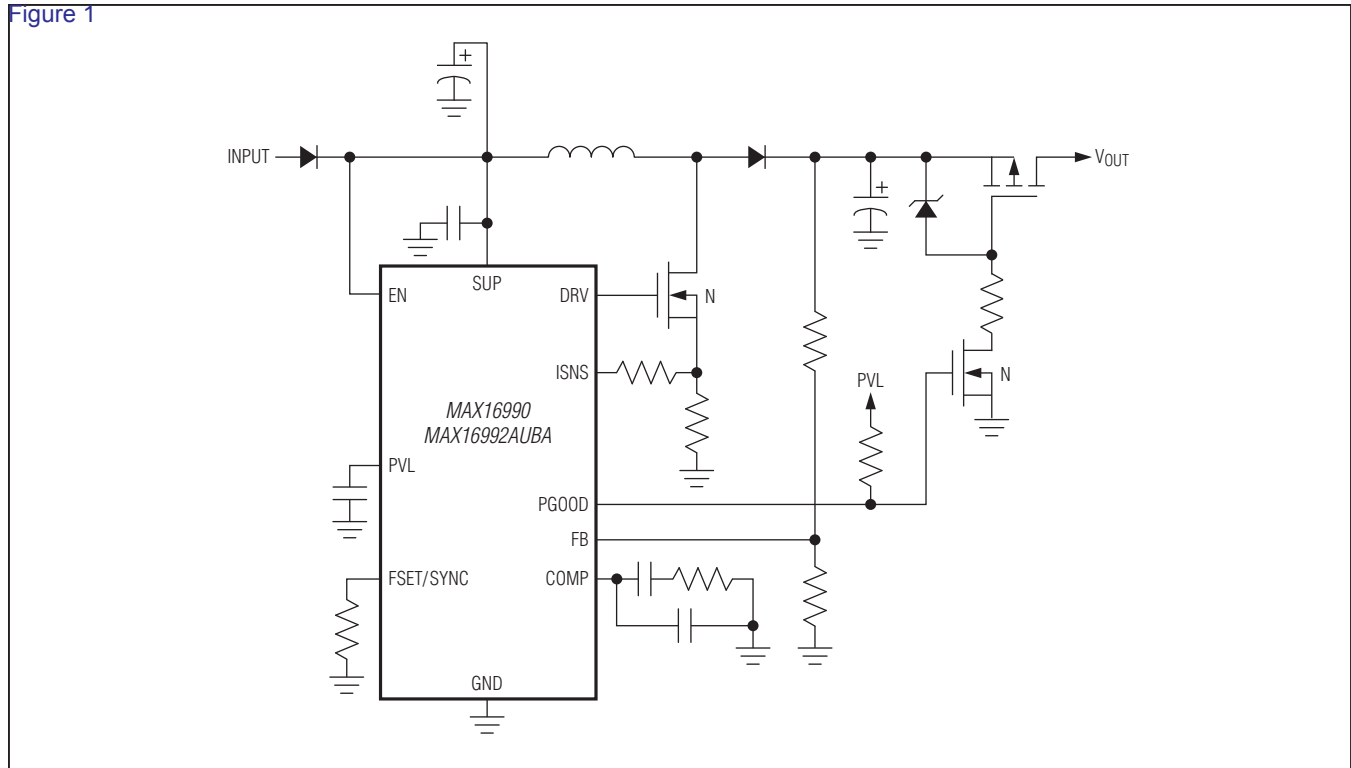 Figure 1
INPUT
VOUT
SUP
EN
DRV
N
ISNS
PVL
N
MAX16990
MAX16992AUBA
PVL
PGOOD
FB
FSET/SYNC
COMP
GND
+
+